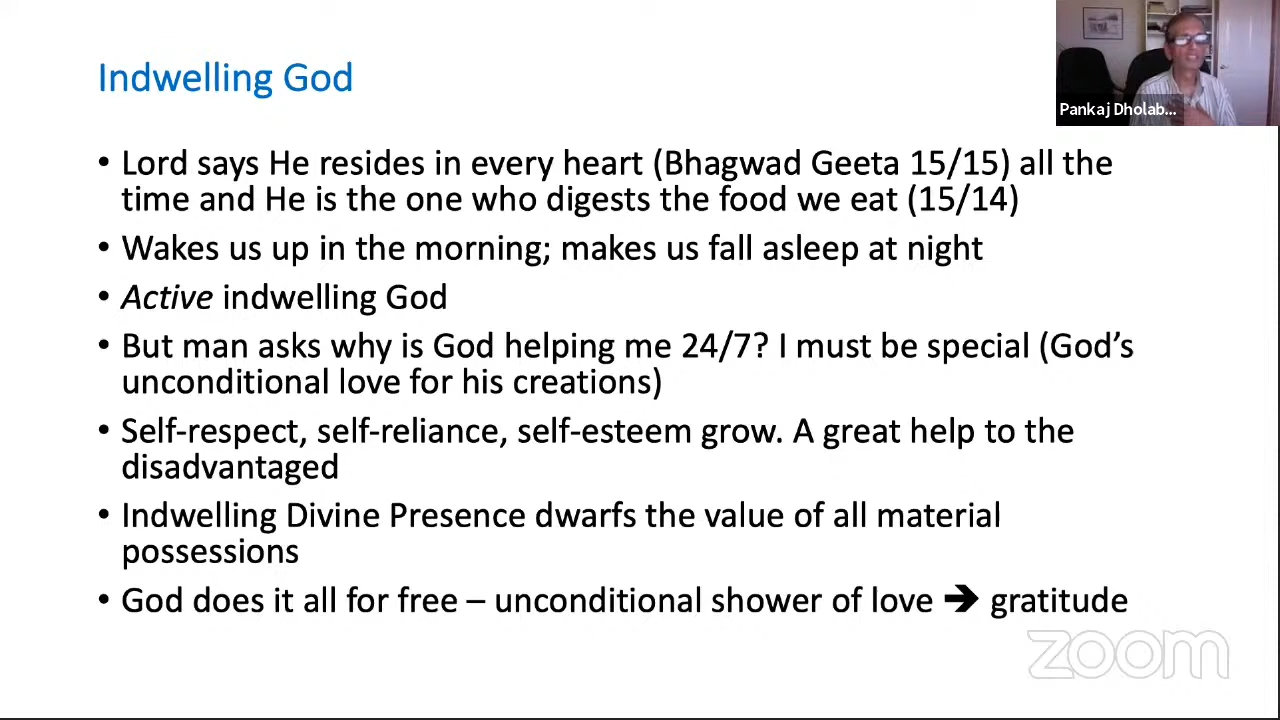 Indwelling God
Pankaj Dholab...
• Lord says He resides in every heart (Bhagwad Geeta 15/15) all the
time and He is the one who digests the food we eat (15/14)
• Wakes us up in the morning; makes us fall asleep at night
• Active indwelling God
• But man asks why is God helping me 24/7? I must be special (God’s
unconditional love for his creations)
• Self-respect, self-reliance, self-esteem grow. A great help to the
disadvantaged
• Indwelling Divine Presence dwarfs the value of all material
possessions
• God does it all for free – unconditional shower of love ➔ gratitude
zoom